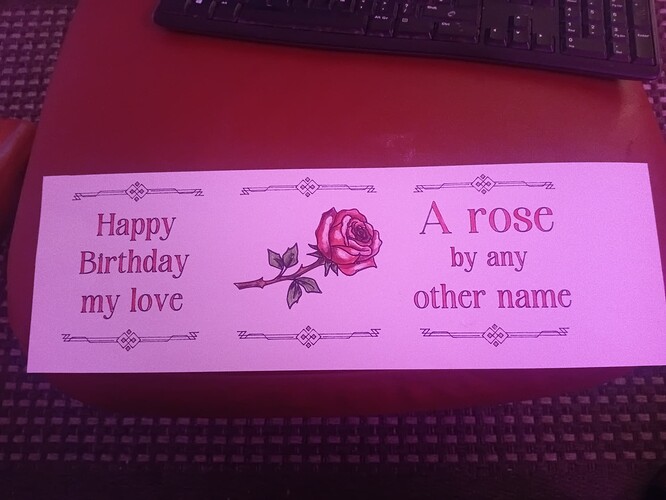 Happy
Birthday
my love
A rose
by any
other name